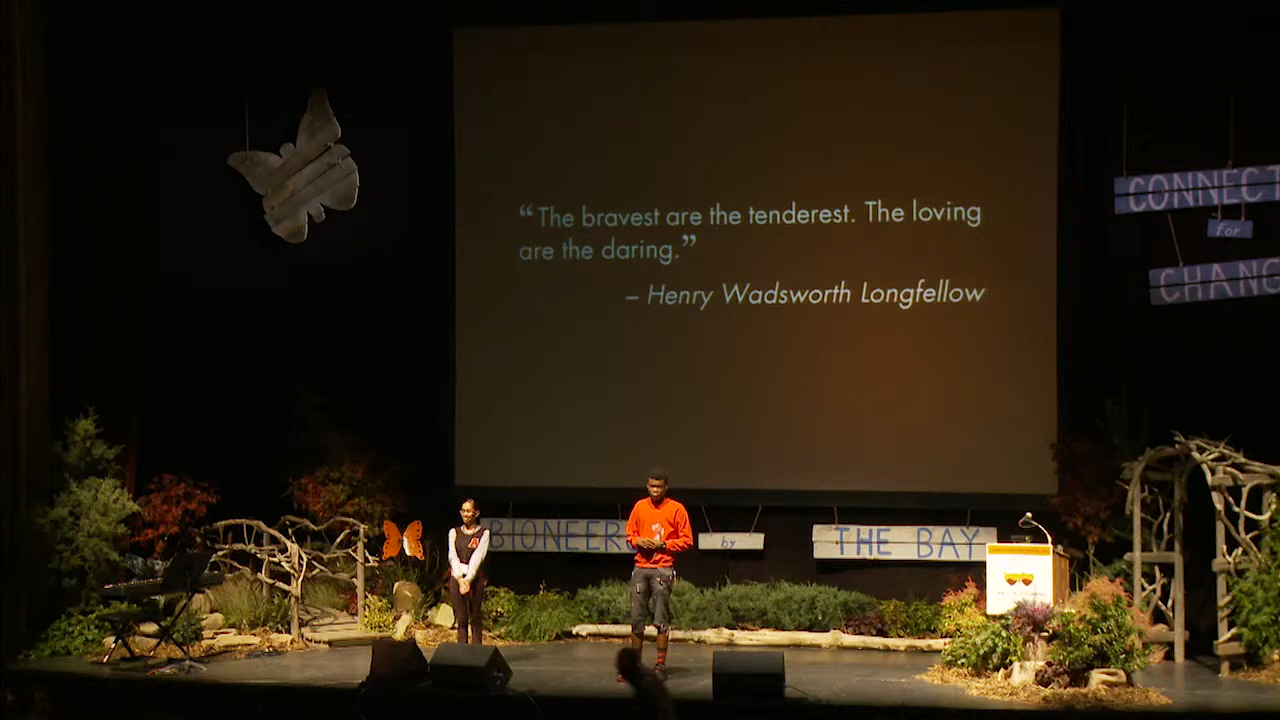 “The bravest are the tenderest. The loving
are the daring.”
– Henry Wadsworth Longfellow
CONNECT
for
CHANG
BIONEER
by
THE BAY